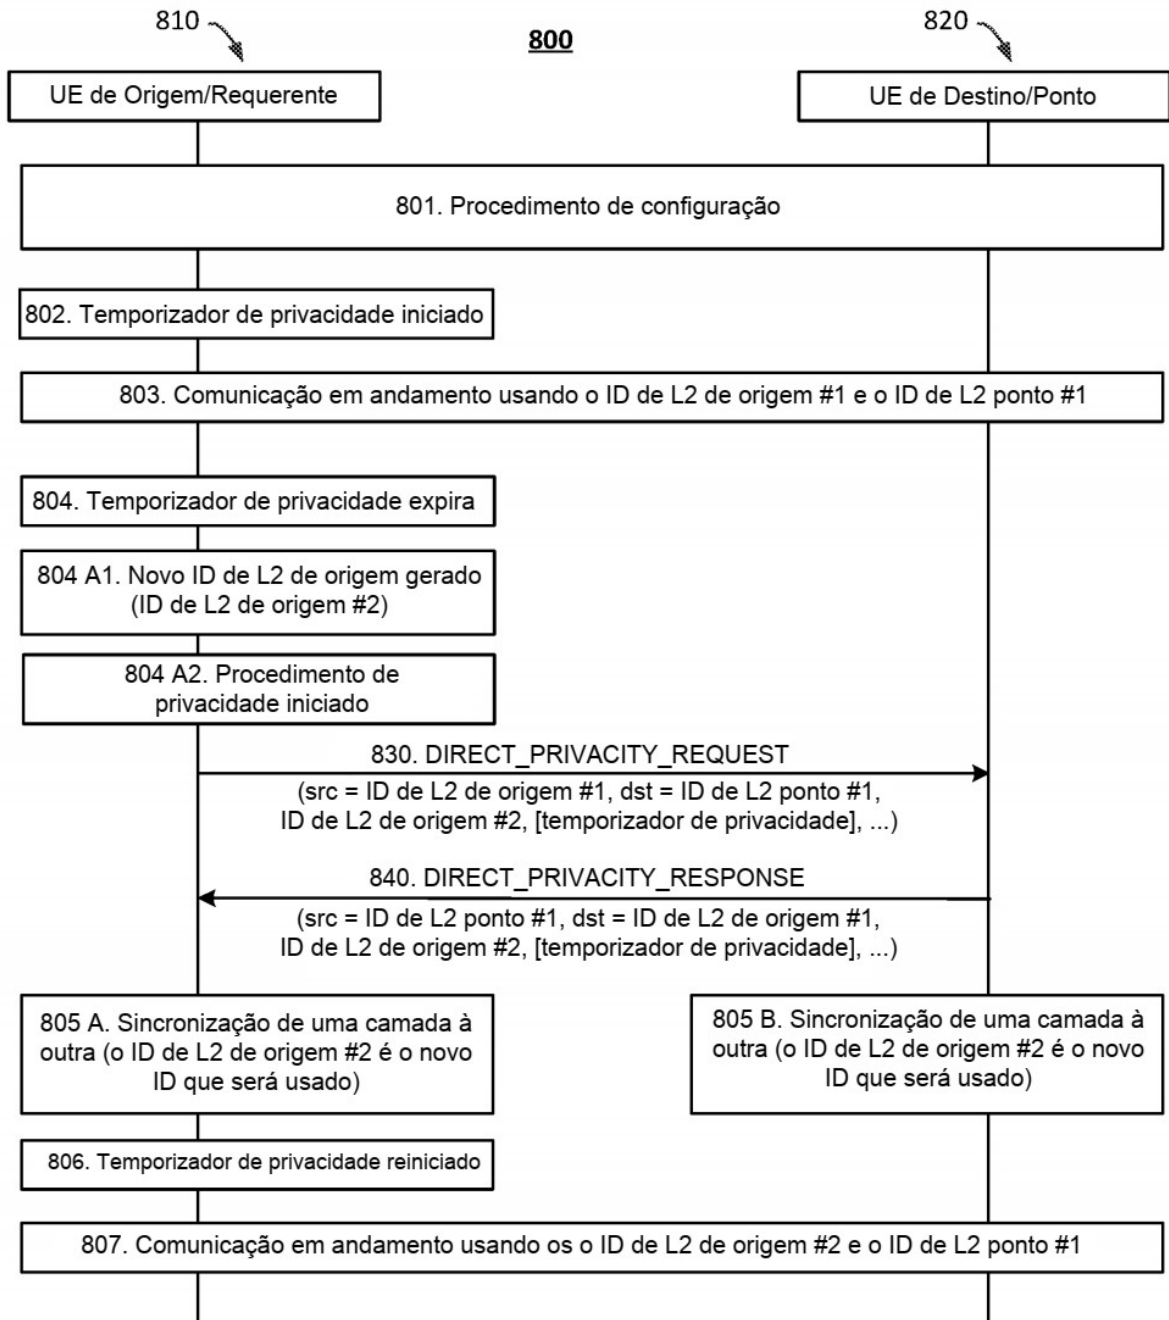 810
800
820
UE de Origem/Requerente
UE de Destino/Ponto
801. Procedimento de configuração
802. Temporizador de privacidade iniciado
803. Comunicação em andamento usando o ID de L2 de origem #1 e o ID de L2 ponto #1
804. Temporizador de privacidade expira
804 A1. Novo ID de L2 de origem gerado
(ID de L2 de origem #2)
804 A2. Procedimento de
privacidade iniciado
830. DIRECT_PRIVACITY_REQUEST
(src = ID de L2 de origem #1, dst = ID de L2 ponto #1,
ID de L2 de origem #2, [temporizador de privacidade], ...)
840. DIRECT_PRIVACITY_RESPONSE
(src = ID de L2 ponto #1, dst = ID de L2 de origem #1,
ID de L2 de origem #2, [temporizador de privacidade], ...)
805 A. Sincronização de uma camada à
outra (o ID de L2 de origem #2 é o novo
ID que será usado)
805 B. Sincronização de uma camada à
outra (o ID de L2 de origem #2 é o novo
ID que será usado)
806. Temporizador de privacidade reiniciado
807. Comunicação em andamento usando os o ID de L2 de origem #2 e o ID de L2 ponto #1